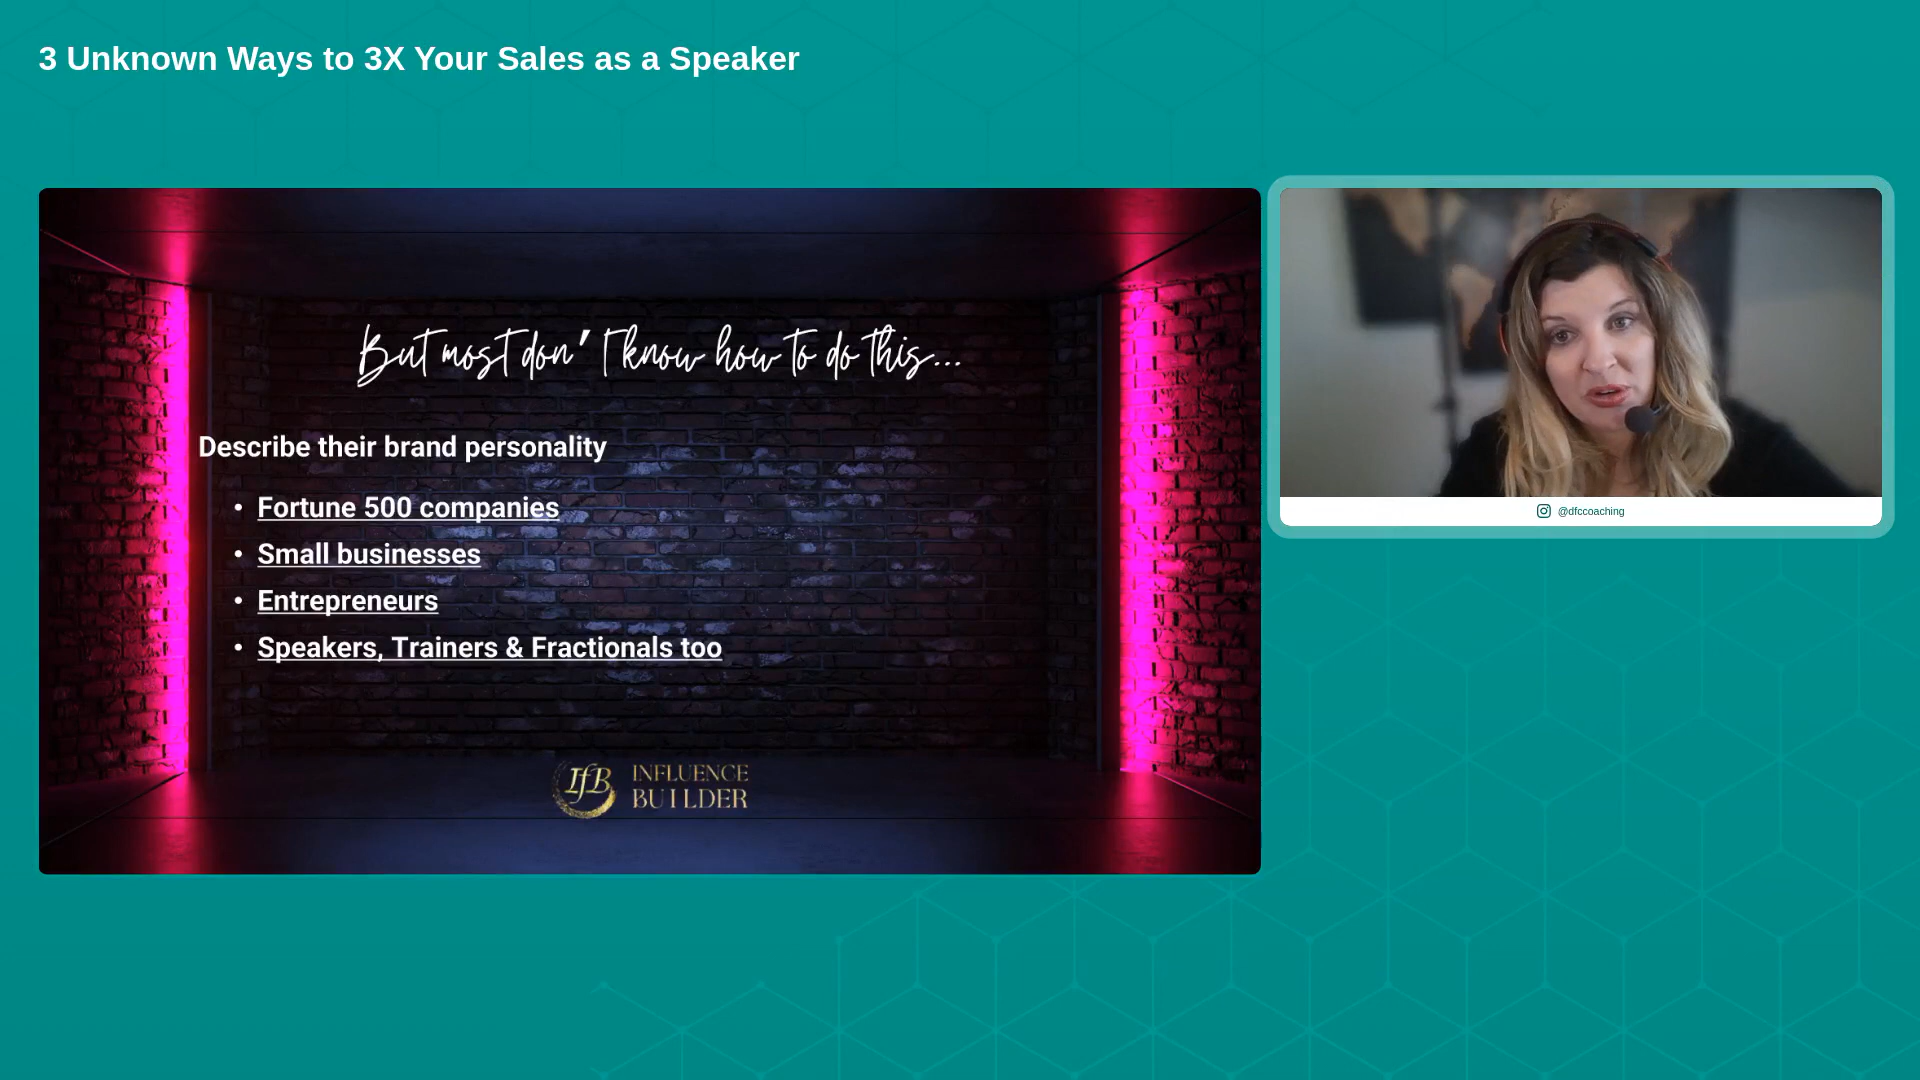 3 Unknown Ways to 3X Your Sales as a Speaker
But most don't know how to do this...
Describe their brand personality
• Fortune 500 companies
• Small businesses
• Entrepreneurs
• Speakers, Trainers & Fractionals too
IfB INFLUENCE
BUILDER
@dfccoaching